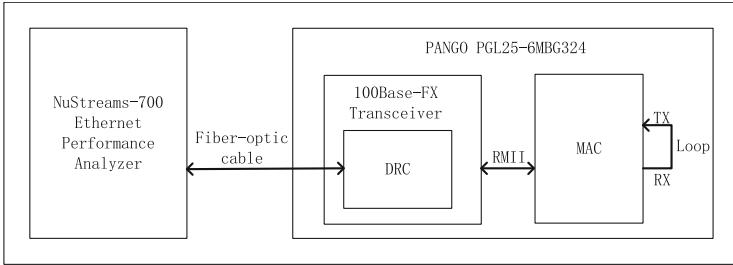 PANGO PGL25-6MBG324
NuStreams-700
Ethernet
Performance
Analyzer
Fiber-optic
cable
100Base-FX
Transceiver
DRC
RMII
MAC
TX
Loop
RX